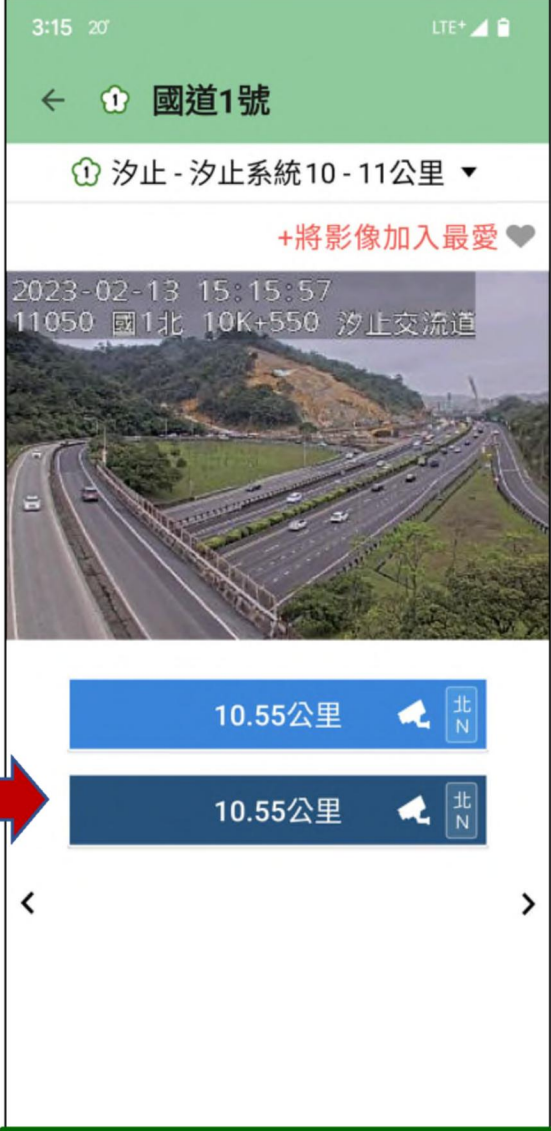 3:15 20° LTE+
← 1 國道1號
1 汐止 - 汐止系統 10 - 11公里 ▼
+將影像加入最愛
2023-02-13 15:15:57
11050 國1北 10K+550 汐止交流道
10.55公里 北 N
10.55公里 北 N